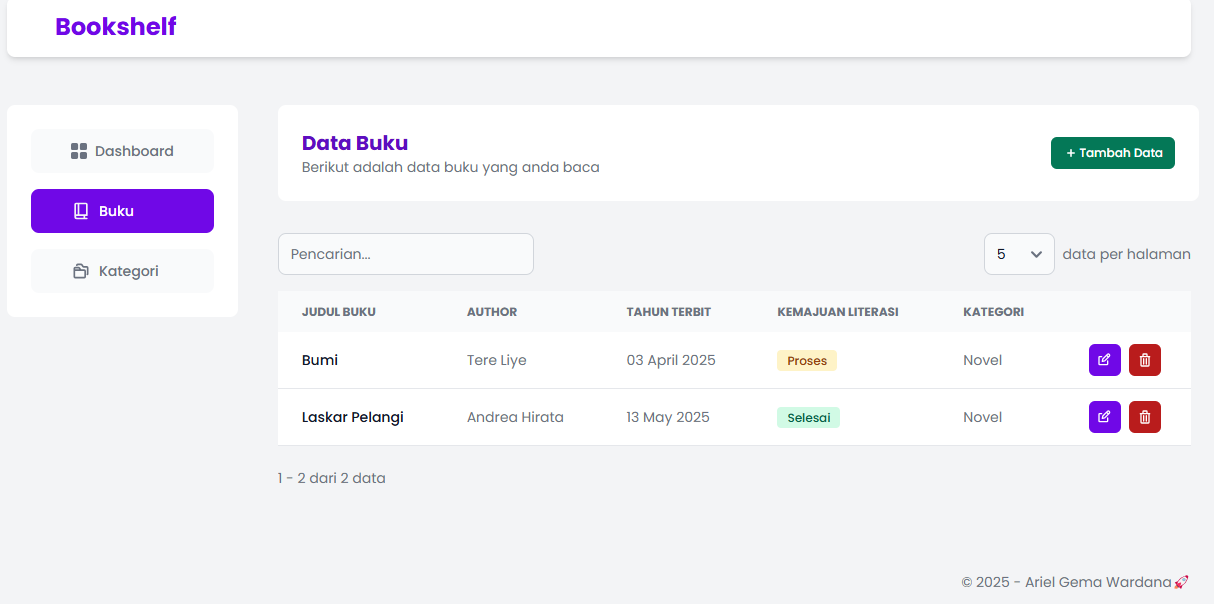 Bookshelf
Dashboard
Buku
Kategori
Data Buku
Berikut adalah data buku yang anda baca
+ Tambah Data
Pencarian...
5 data per halaman
JUDUL BUKU AUTHOR TAHUN TERBIT KEMAJUAN LITERASI KATEGORI
Bumi Tere Liye 03 April 2025 Proses Novel
Laskar Pelangi Andrea Hirata 13 May 2025 Selesai Novel
1 - 2 dari 2 data
© 2025 - Ariel Gema Wardana🚀